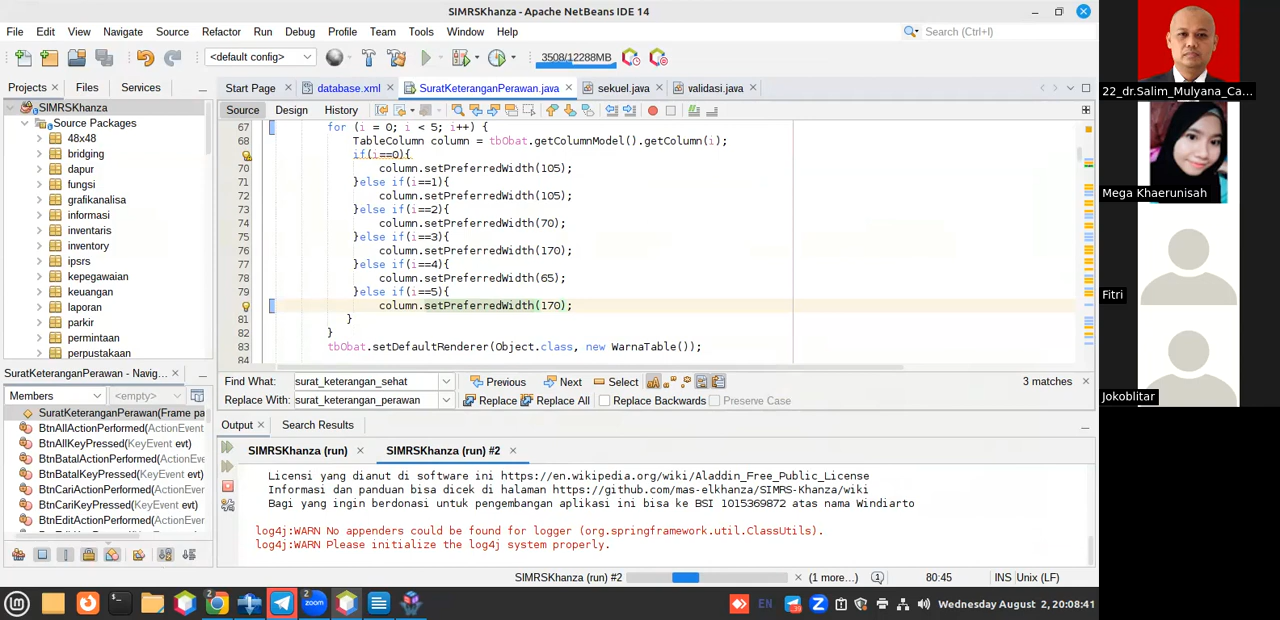 SIMRSKhanza - Apache NetBeans IDE 14
File Edit View Navigate Source Refactor Run Debug Profile Team Tools Window Help
Search (Ctrl+I)
<default config>
3508/12288MB
Projects Files Services
Start Page database.xml SuratKeteranganPerawan.java sekuel.java validasi.java
Source Design History
SIMRSKhanza
Source Packages
48x48
bridging
dapur
fungsi
grafikanalisa
informasi
inventaris
inventory
ipsrs
kepegawaian
keuangan
laporan
parkir
permintaan
perpustakaan
67 for (i = 0; i < 5; i++) {
68 TableColumn column = tbObat.getColumnModel().getColumn(i);
if(i==0){
70 column.setPreferredWidth(105);
71 }else if(i==1){
72 column.setPreferredWidth(105);
73 }else if(i==2){
74 column.setPreferredWidth(70);
75 }else if(i==3){
76 column.setPreferredWidth(170);
77 }else if(i==4){
78 column.setPreferredWidth(65);
79 }else if(i==5){
column.setPreferredWidth(170);
81 }
82 }
83 tbObat.setDefaultRenderer(Object.class, new WarnaTable());
84
Find What: surat_keterangan_sehat Previous Next Select 3 matches
Replace With: surat_keterangan_perawan Replace Replace All Replace Backwards Preserve Case
SuratKeteranganPerawan - Navig...
Members <empty>
SuratKeteranganPerawan(Frame pa
BtnAllActionPerformed(ActionEvent
BtnAllKeyPressed(KeyEvent evt)
BtnBatalActionPerformed(ActionEve
BtnBatalKeyPressed(KeyEvent evt)
BtnCariActionPerformed(ActionEven
BtnCariKeyPressed(KeyEvent evt)
BtnEditActionPerformed(ActionEven
Output Search Results
SIMRSKhanza (run) SIMRSKhanza (run) #2
Licensi yang dianut di software ini https://en.wikipedia.org/wiki/Aladdin_Free_Public_License
Informasi dan panduan bisa dicek di halaman https://github.com/mas-elkhanza/SIMRS-Khanza/wiki
Bagi yang ingin berdonasi untuk pengembangan aplikasi ini bisa ke BSI 1015369872 atas nama Windiarto
log4j:WARN No appenders could be found for logger (org.springframework.util.ClassUtils).
log4j:WARN Please initialize the log4j system properly.
SIMRSKhanza (run) #2 (1 more...) 1 80:45 INS Unix (LF)
2 2 zoom EN Wednesday August 2, 20:08:41
22_dr.Salim_Mulyana_Ca...
Mega Khaerunisah
Fitri
Jokoblitar